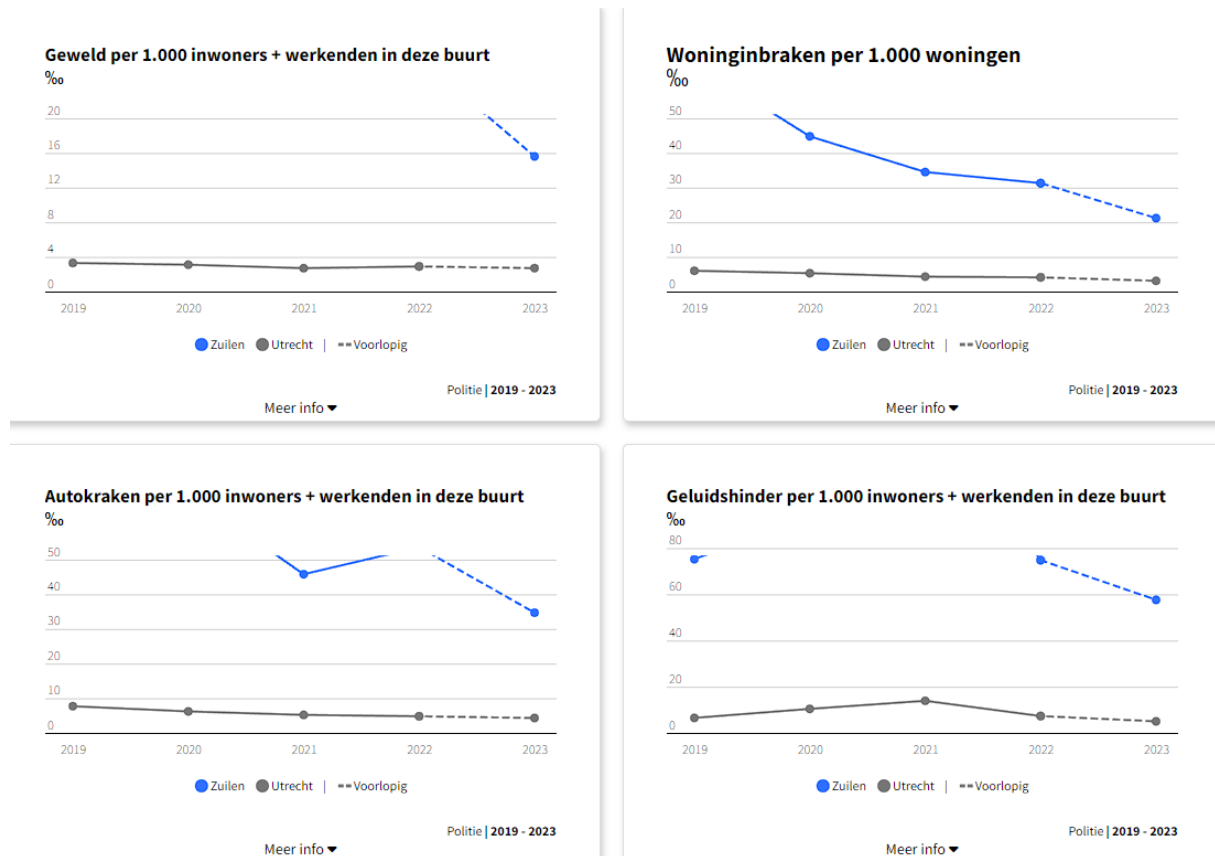 Geweld per 1.000 inwoners + werkenden in deze buurt
‰
20
16
12
8
4
0
2019 2020 2021 2022 2023
Zuilen Utrecht | Voorlopig
Politie | 2019 - 2023
Meer info
Woninginbraken per 1.000 woningen
‰
50
40
30
20
10
0
2019 2020 2021 2022 2023
Zuilen Utrecht | Voorlopig
Politie | 2019 - 2023
Meer info
Autokraken per 1.000 inwoners + werkenden in deze buurt
‰
50
40
30
20
10
0
2019 2020 2021 2022 2023
Zuilen Utrecht | Voorlopig
Politie | 2019 - 2023
Meer info
Geluidshinder per 1.000 inwoners + werkenden in deze buurt
‰
80
60
40
20
0
2019 2020 2021 2022 2023
Zuilen Utrecht | Voorlopig
Politie | 2019 - 2023
Meer info